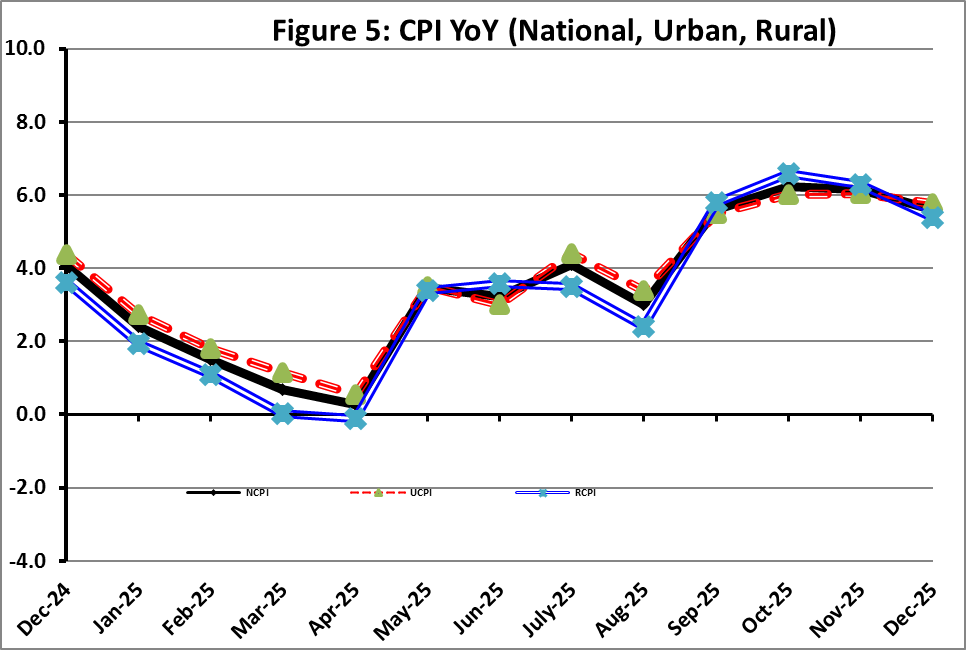 Figure 5: CPI YoY (National, Urban, Rural)
10.0
8.0
6.0
4.0
2.0
0.0
-2.0
-4.0
NCPI UCPI RCPI
Dec-24 Jan-25 Feb-25 Mar-25 Apr-25 May-25 Jun-25 July-25 Aug-25 Sep-25 Oct-25 Nov-25 Dec-25